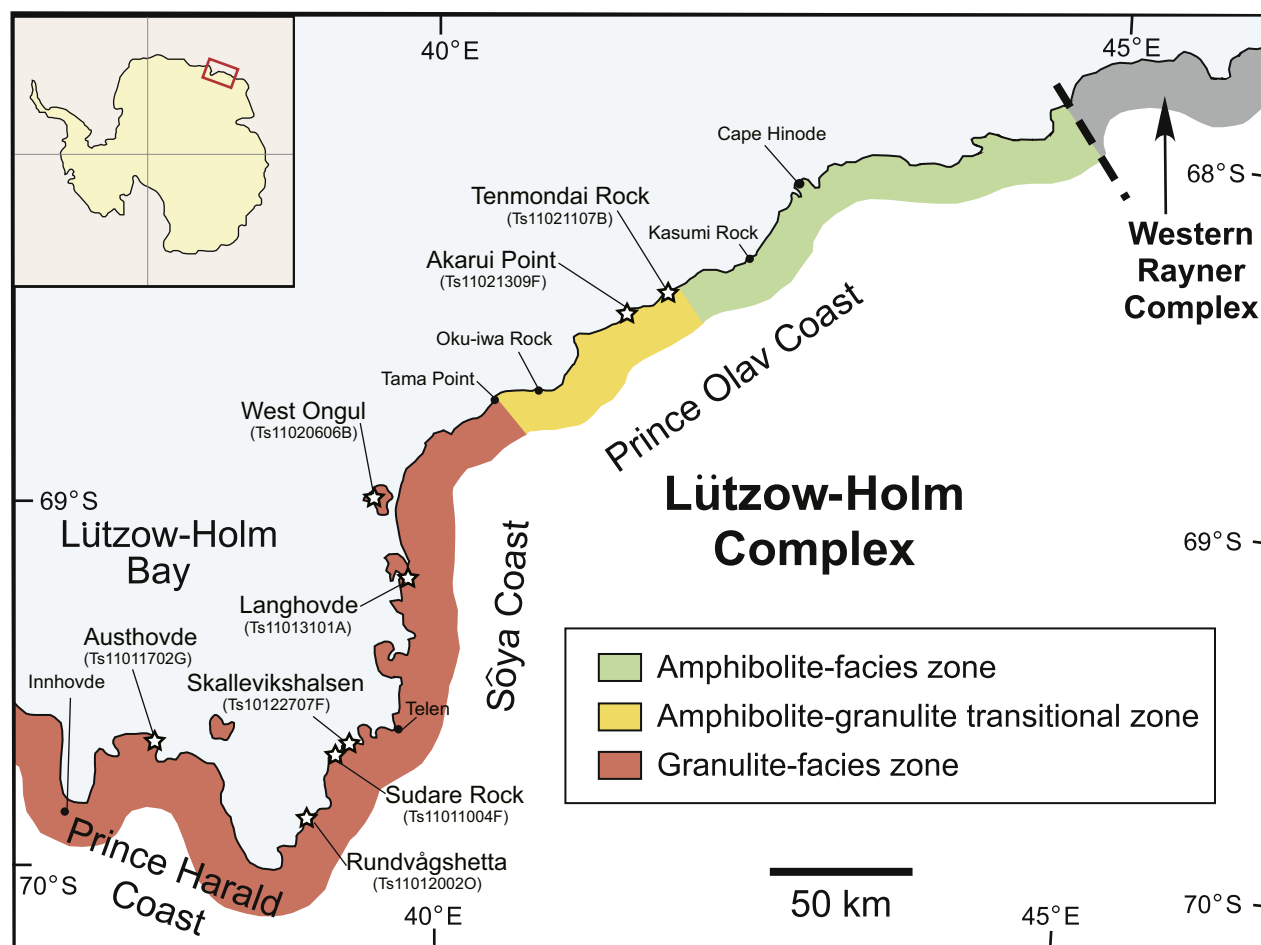 40°E
45°E
Cape Hinode
68°S
Tenmondai Rock
(Ts11021107B)
Kasumi Rock
Western
Rayner
Complex
Akarui Point
(Ts11021309F)
Oku-iwa Rock
Tama Point
Prince Olav Coast
West Ongul
(Ts11020606B)
69°S
Lützow-Holm
Bay
Lützow-Holm
Complex
69°S
Sôya Coast
Langhovde
(Ts11013101A)
Austhovde
(Ts11011702G)
Innhovde
Skallevikshalsen
(Ts10122707F)
Telen
Amphibolite-facies zone
Amphibolite-granulite transitional zone
Granulite-facies zone
Sudare Rock
(Ts11011004F)
Prince Harald
Coast
Rundvågshetta
(Ts11012002O)
70°S
50 km
40°E
45°E
70°S